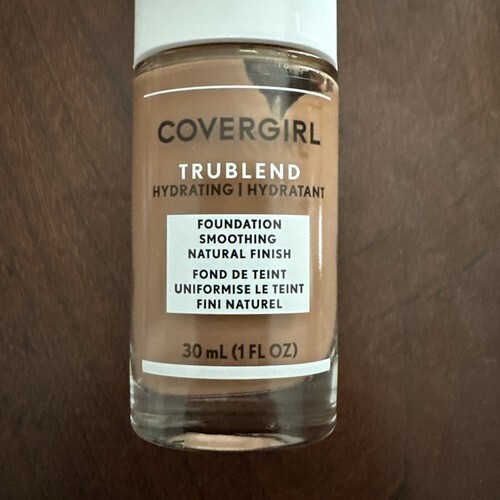 COVERGIRL
TRUBLEND
HYDRATING | HYDRATANT
FOUNDATION
SMOOTHING
NATURAL FINISH
FOND DE TEINT
UNIFORMISE LE TEINT
FINI NATUREL
30 mL (1 FL OZ)